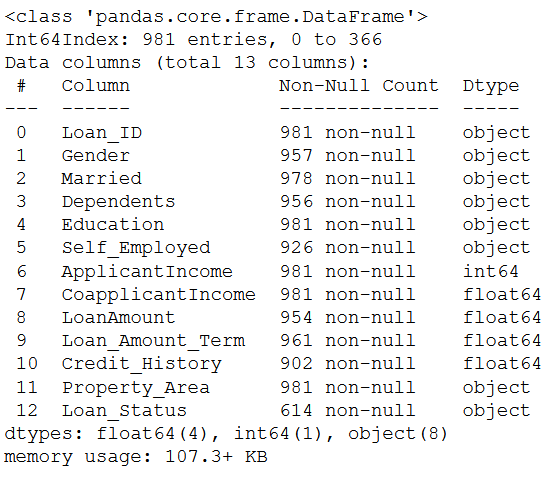 <class 'pandas.core.frame.DataFrame'>
Int64Index: 981 entries, 0 to 366
Data columns (total 13 columns):
 #   Column             Non-Null Count  Dtype
---  ------             --------------  -----
 0   Loan_ID            981 non-null    object
 1   Gender             957 non-null    object
 2   Married            978 non-null    object
 3   Dependents         956 non-null    object
 4   Education          981 non-null    object
 5   Self_Employed      926 non-null    object
 6   ApplicantIncome    981 non-null    int64
 7   CoapplicantIncome  981 non-null    float64
 8   LoanAmount         954 non-null    float64
 9   Loan_Amount_Term   961 non-null    float64
 10  Credit_History     902 non-null    float64
 11  Property_Area      981 non-null    object
 12  Loan_Status        614 non-null    object
dtypes: float64(4), int64(1), object(8)
memory usage: 107.3+ KB